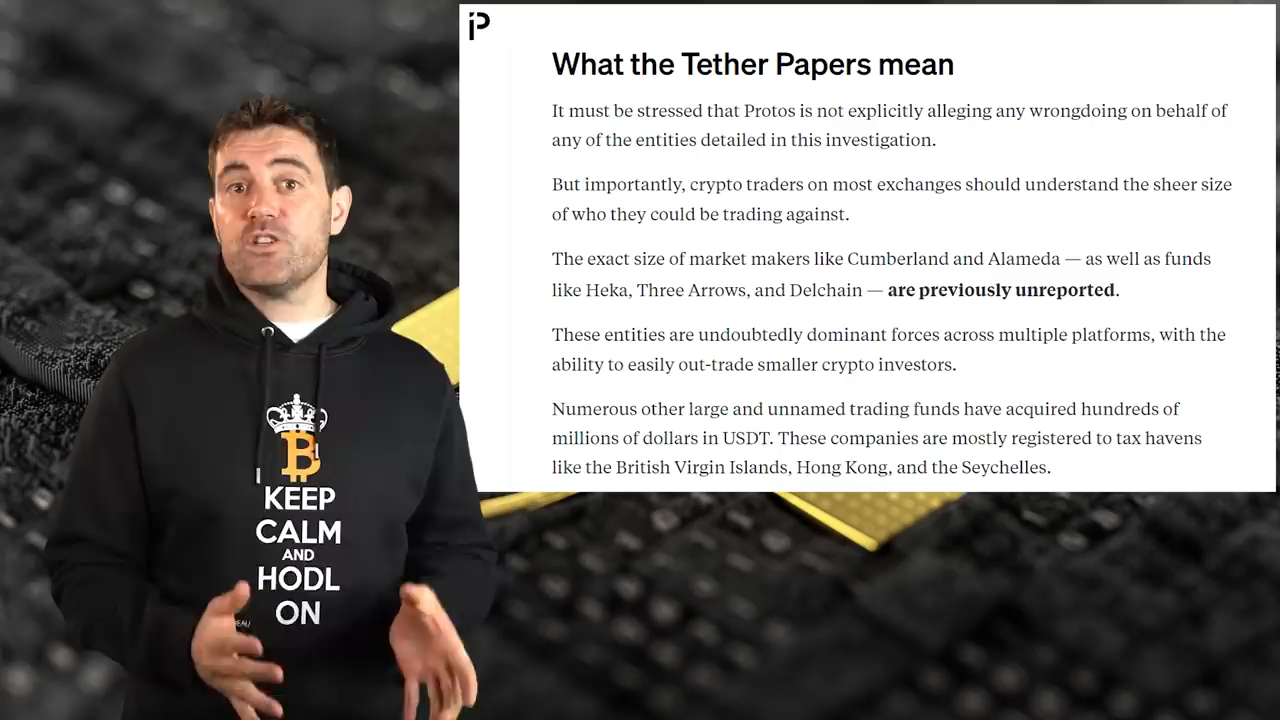 What the Tether Papers mean
It must be stressed that Protos is not explicitly alleging any wrongdoing on behalf of
any of the entities detailed in this investigation.
But importantly, crypto traders on most exchanges should understand the sheer size
of who they could be trading against.
The exact size of market makers like Cumberland and Alameda — as well as funds
like Heka, Three Arrows, and Delchain — are previously unreported.
These entities are undoubtedly dominant forces across multiple platforms, with the
ability to easily out-trade smaller crypto investors.
Numerous other large and unnamed trading funds have acquired hundreds of
millions of dollars in USDT. These companies are mostly registered to tax havens
like the British Virgin Islands, Hong Kong, and the Seychelles.
KEEP
CALM
AND
HODL
ON